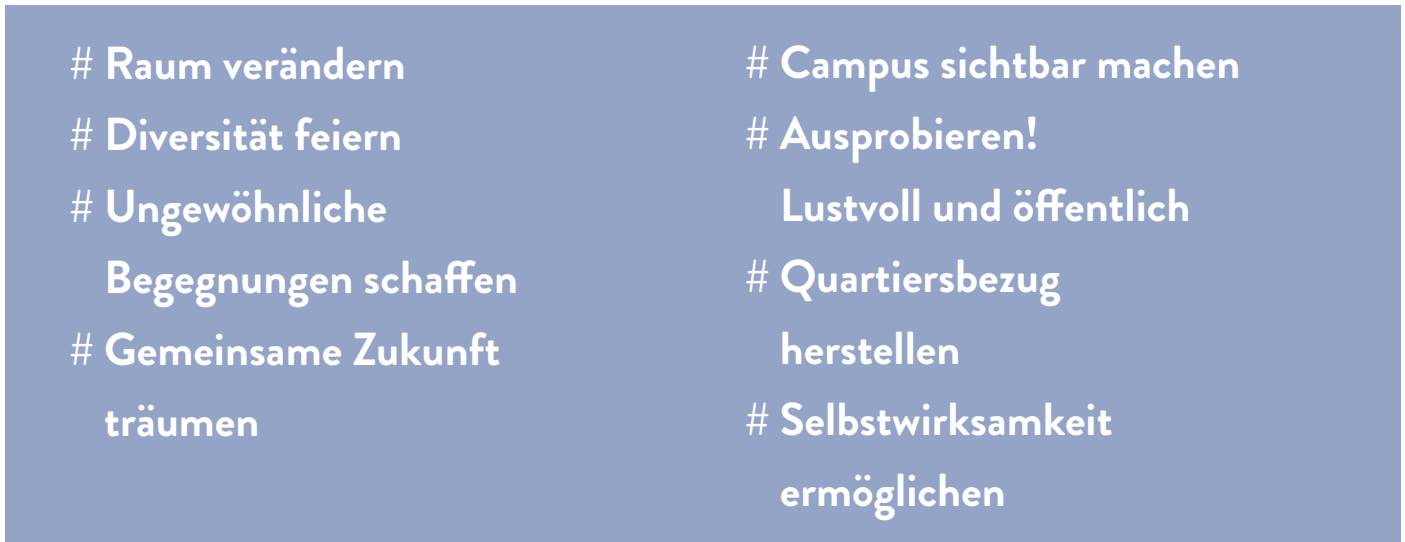 # Raum verändern
# Diversität feiern
# Ungewöhnliche
Begegnungen schaffen
# Gemeinsame Zukunft
träumen
# Campus sichtbar machen
# Ausprobieren!
Lustvoll und öffentlich
# Quartiersbezug
herstellen
# Selbstwirksamkeit
ermöglichen